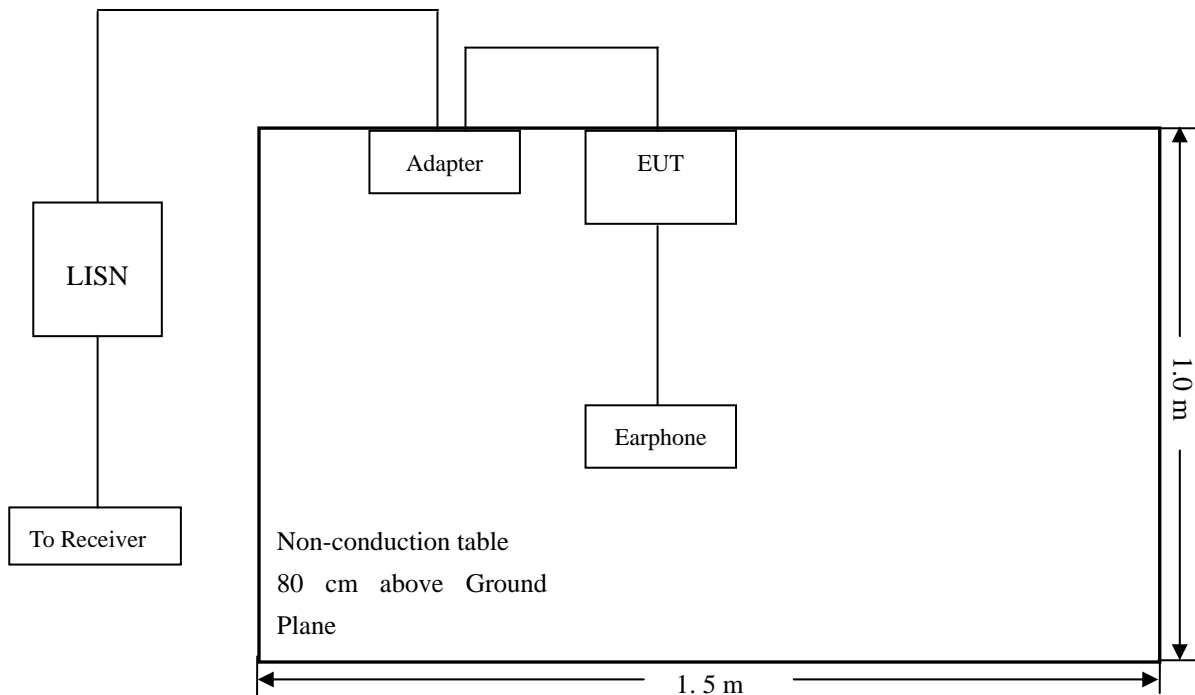 Adapter
EUT
LISN
Earphone
To Receiver
Non-conduction table
80 cm above Ground
Plane
1.0 m
1. 5 m